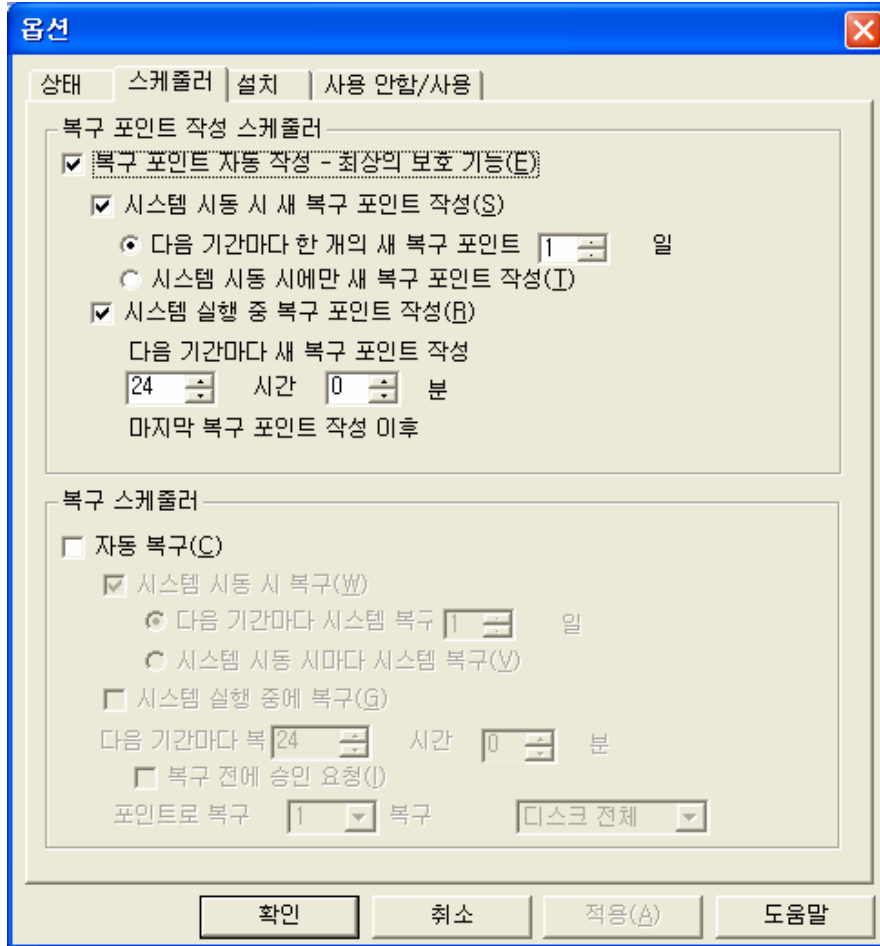 옵션
상태 스케줄러 설치 사용 안함/사용
복구 포인트 작성 스케줄러
복구 포인트 자동 작성 - 최상의 보호 기능(E)
시스템 시동 시 새 복구 포인트 작성(S)
다음 기간마다 한 개의 새 복구 포인트 1 일
시스템 시동 시에만 새 복구 포인트 작성(T)
시스템 실행 중 복구 포인트 작성(R)
다음 기간마다 새 복구 포인트 작성
24 시간 0 분
마지막 복구 포인트 작성 이후
복구 스케줄러
자동 복구(C)
시스템 시동 시 복구(W)
다음 기간마다 시스템 복구 1 일
시스템 시동 시마다 시스템 복구(V)
시스템 실행 중에 복구(G)
다음 기간마다 복 24 시간 0 분
복구 전에 승인 요청(I)
포인트로 복구 1 복구 디스크 전체
확인 취소 적용(A) 도움말